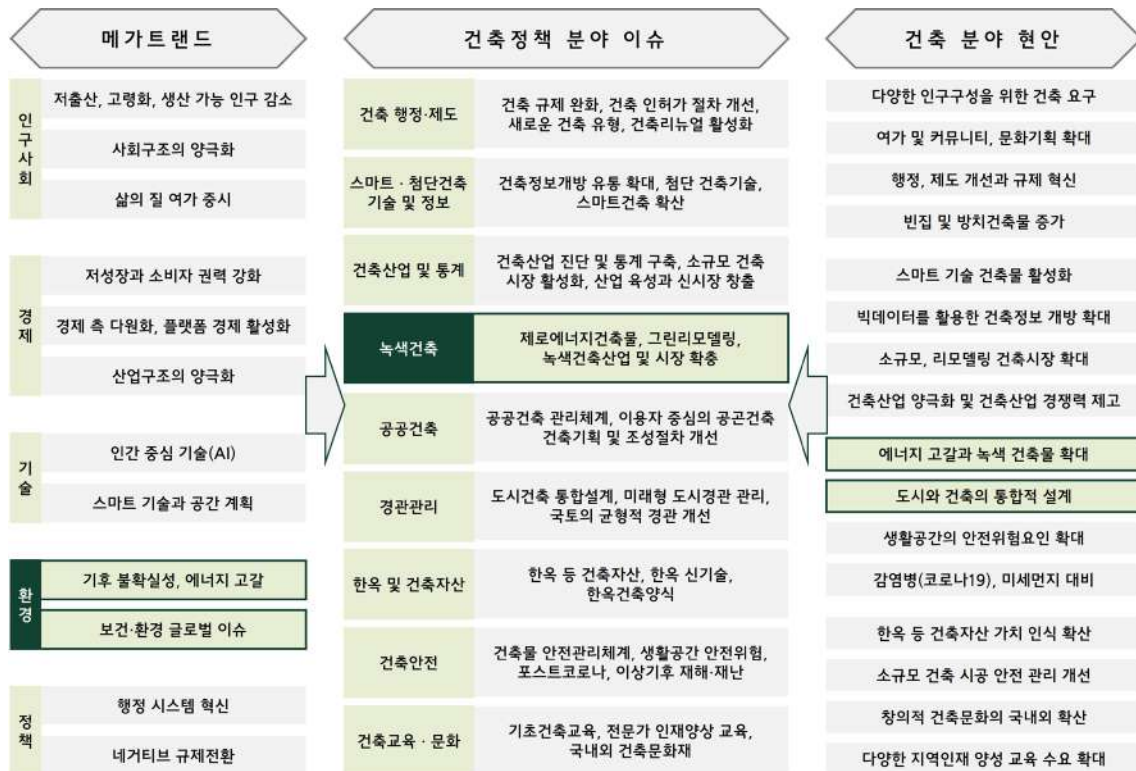 메가트랜드
인구사회
저출산, 고령화, 생산 가능 인구 감소
사회구조의 양극화
삶의 질 여가 중시
경제
저성장과 소비자 권력 강화
경제 측 다원화, 플랫폼 경제 활성화
산업구조의 양극화
기술
인간 중심 기술(AI)
스마트 기술과 공간 계획
환경
기후 불확실성, 에너지 고갈
보건·환경 글로벌 이슈
정책
행정 시스템 혁신
네거티브 규제전환
건축정책 분야 이슈
건축 행정·제도
건축 규제 완화, 건축 인허가 절차 개선,
새로운 건축 유형, 건축리뉴얼 활성화
스마트 · 첨단건축
기술 및 정보
건축정보개방 유통 확대, 첨단 건축기술,
스마트건축 확산
건축산업 및 통계
건축산업 진단 및 통계 구축, 소규모 건축
시장 활성화, 산업 육성과 신시장 창출
녹색건축
제로에너지건축물, 그린리모델링,
녹색건축산업 및 시장 확충
공공건축
공공건축 관리체계, 이용자 중심의 공곤건축
건축기획 및 조성절차 개선
경관관리
도시건축 통합설계, 미래형 도시경관 관리,
국토의 균형적 경관 개선
한옥 및 건축자산
한옥 등 건축자산, 한옥 신기술,
한옥건축양식
건축안전
건축물 안전관리체계, 생활공간 안전위험,
포스트코로나, 이상기후 재해·재난
건축교육 · 문화
기초건축교육, 전문가 인재양상 교육,
국내외 건축문화재
건축 분야 현안
다양한 인구구성을 위한 건축 요구
여가 및 커뮤니티, 문화기획 확대
행정, 제도 개선과 규제 혁신
빈집 및 방치건축물 증가
스마트 기술 건축물 활성화
빅데이터를 활용한 건축정보 개방 확대
소규모, 리모델링 건축시장 확대
건축산업 양극화 및 건축산업 경쟁력 제고
에너지 고갈과 녹색 건축물 확대
도시와 건축의 통합적 설계
생활공간의 안전위험요인 확대
감염병(코로나19), 미세먼지 대비
한옥 등 건축자산 가치 인식 확산
소규모 건축 시공 안전 관리 개선
창의적 건축문화의 국내외 확산
다양한 지역인재 양성 교육 수요 확대